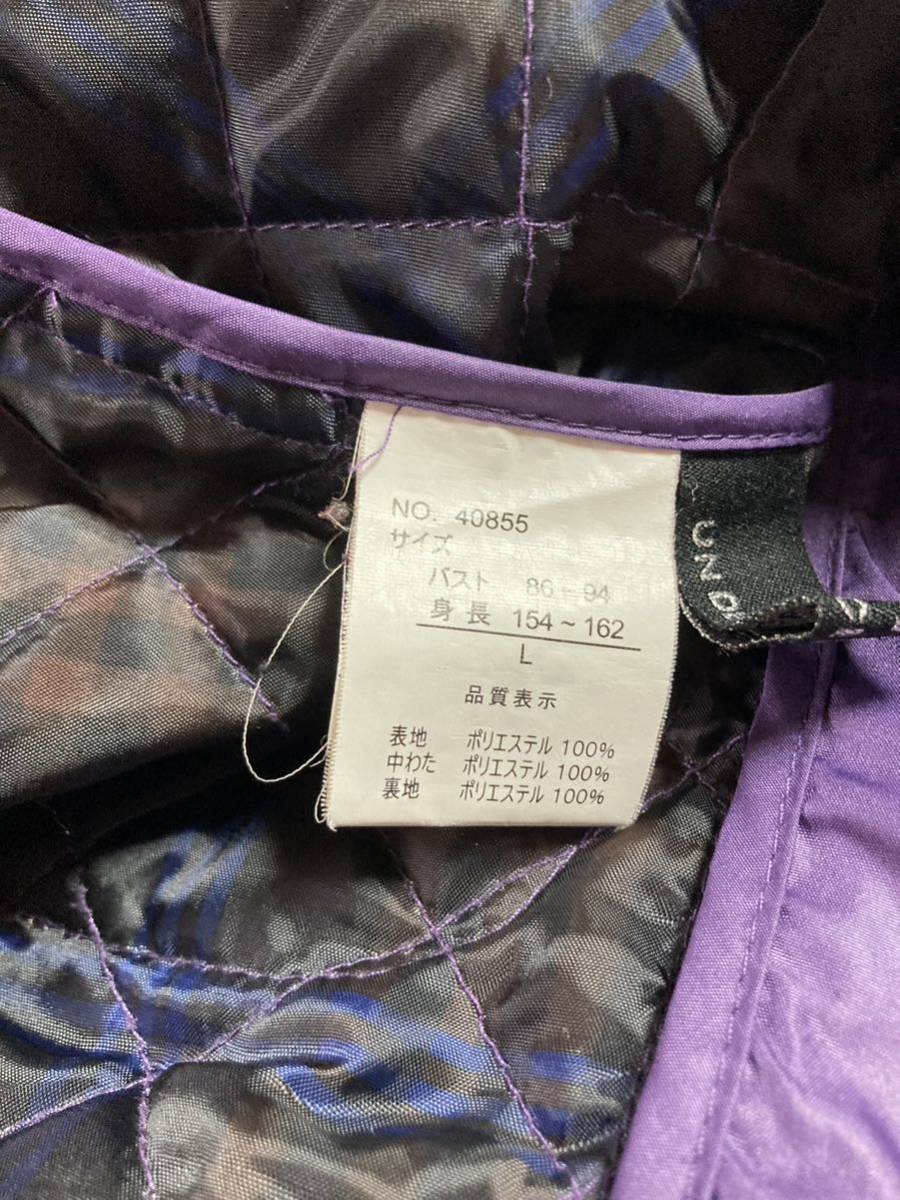 NO. 40855
サイズ
バスト 86 – 94
身長 154 ~ 162
L
品質表示
表地 ポリエステル 100%
中わた ポリエステル 100%
裏地 ポリエステル 100%